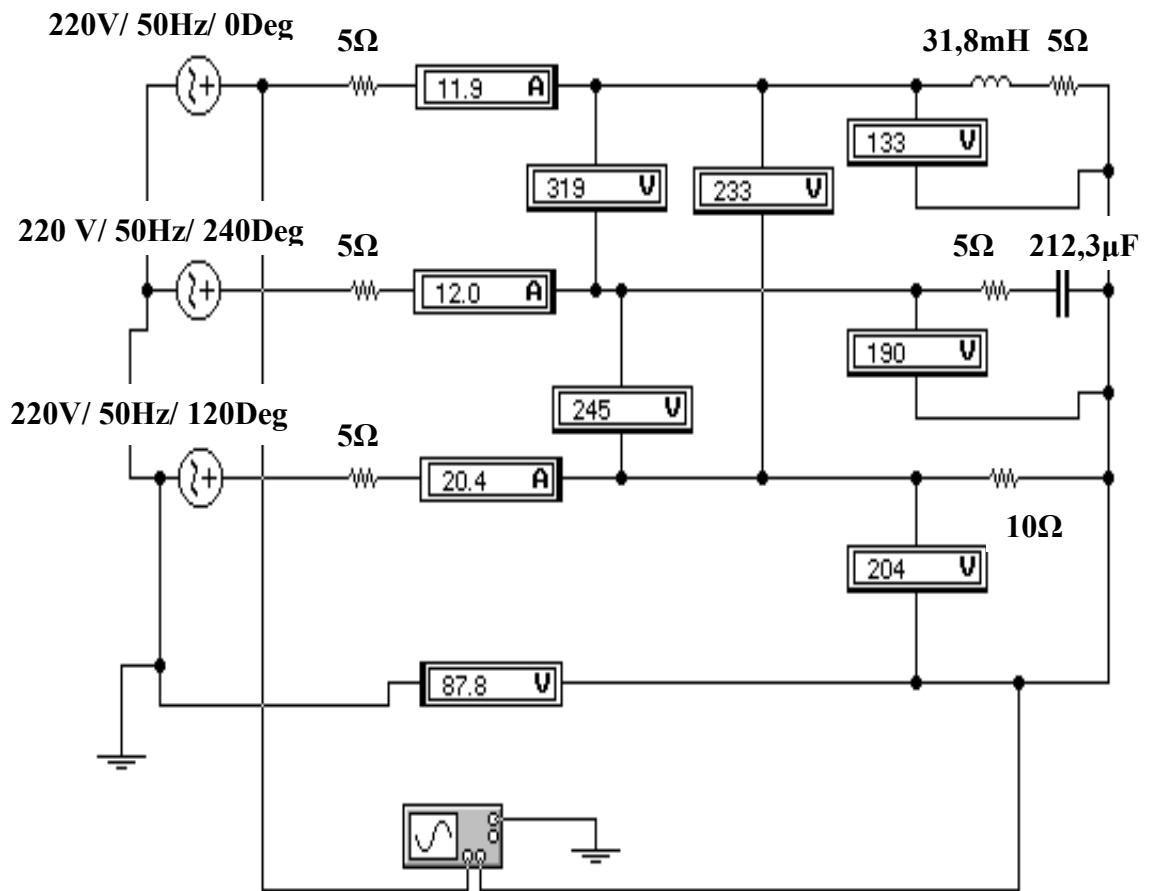 220V/ 50Hz/ 0Deg
5Ω
31,8mH 5Ω
11.9 A
133 V
319 V
233 V
220 V/ 50Hz/ 240Deg
5Ω
5Ω 212,3µF
12.0 A
190 V
245 V
220V/ 50Hz/ 120Deg
5Ω
20.4 A
10Ω
204 V
87.8 V